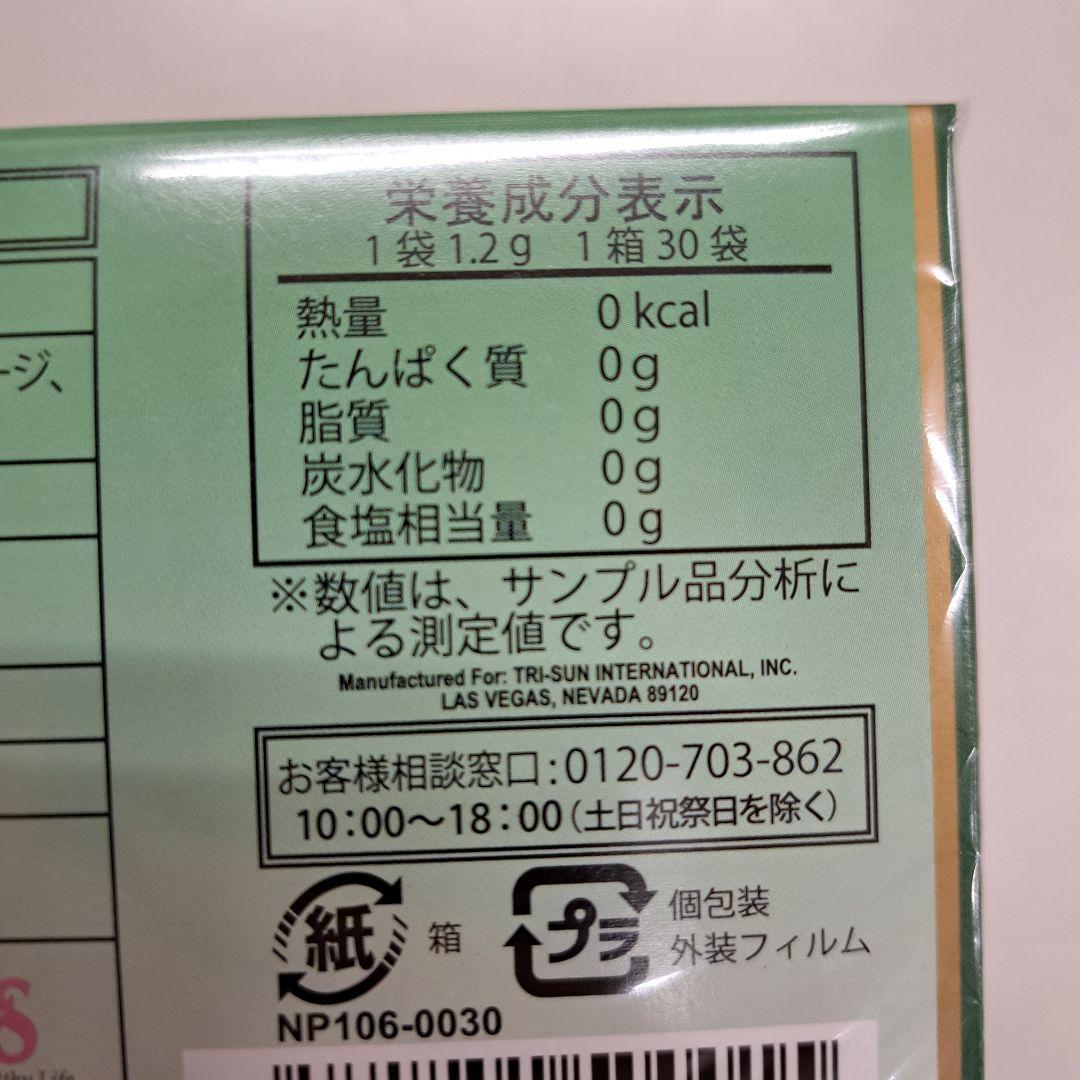 栄養成分表示
1袋1.2g 1箱30袋
熱量 0kcal
たんぱく質 0g
脂質 0g
炭水化物 0g
食塩相当量 0g
※数値は、サンプル品分析に
よる測定値です。
Manufactured For: TRI-SUN INTERNATIONAL, INC.
LAS VEGAS, NEVADA 89120
お客様相談窓口:0120-703-862
10:00〜18:00(土日祝祭日を除く)
紙 箱
プラ 個包装
外装フィルム
NP106-0030
ージ、
Life